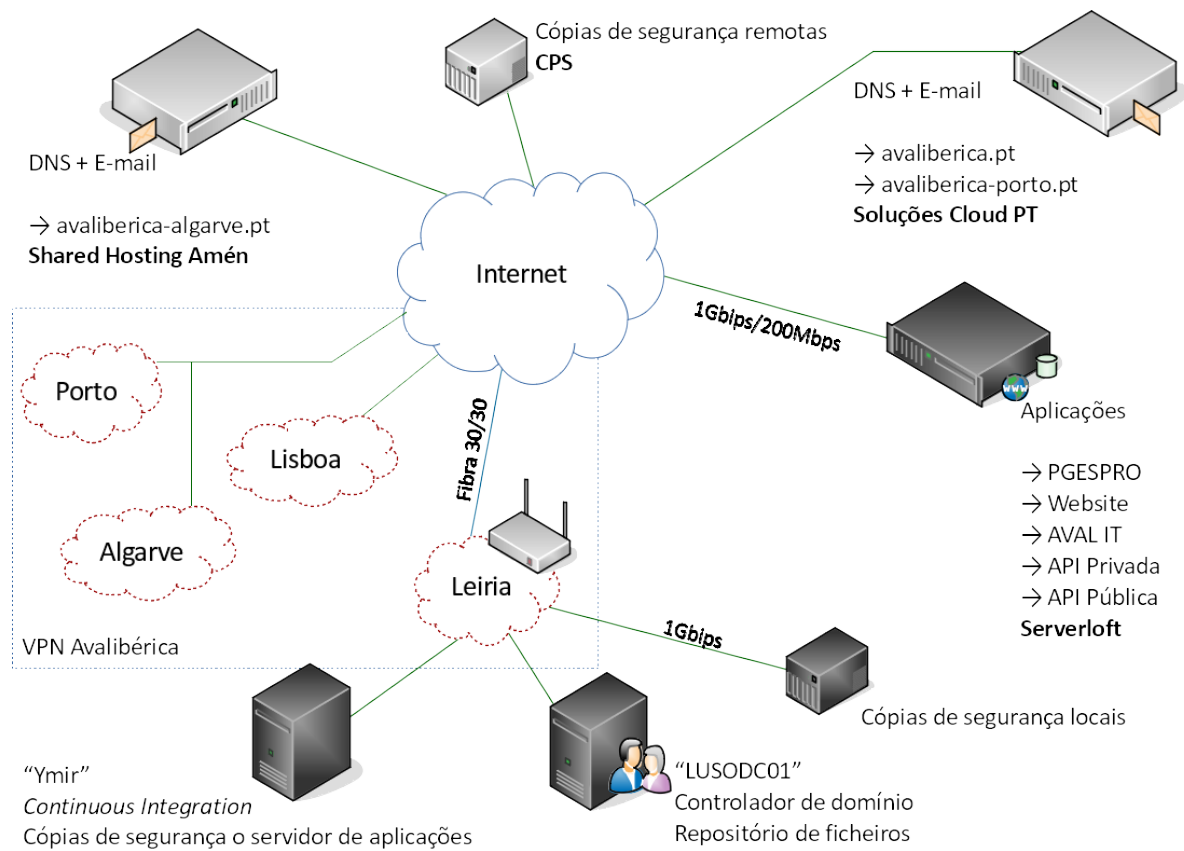 Cópias de segurança remotas
CPS
DNS + E-mail
→ avaliberica.pt
→ avaliberica-porto.pt
Soluções Cloud PT
DNS + E-mail
→ avaliberica-algarve.pt
Shared Hosting Amén
Internet
1Gbips/200Mbps
www
Aplicações
→ PGESPRO
→ Website
→ AVAL IT
→ API Privada
→ API Pública
Serverloft
Porto
Lisboa
Fibra 30/30
Algarve
Leiria
VPN Avalibérica
1Gbips
Cópias de segurança locais
“Ymir”
Continuous Integration
Cópias de segurança o servidor de aplicações
“LUSODC01”
Controlador de domínio
Repositório de ficheiros